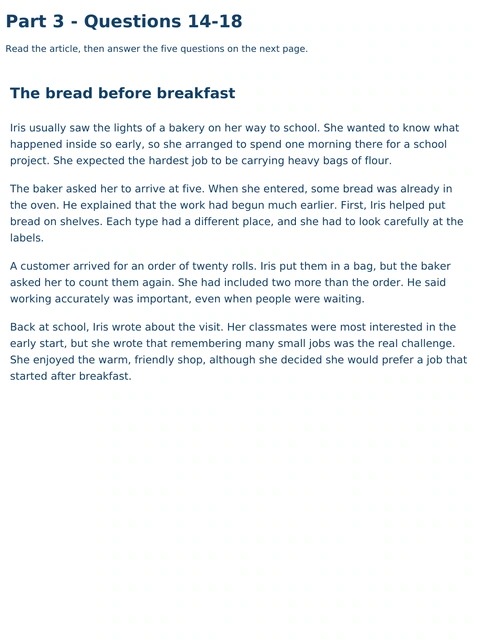 Part 3 - Questions 14-18
Read the article, then answer the five questions on the next page.
The bread before breakfast
Iris usually saw the lights of a bakery on her way to school. She wanted to know what
happened inside so early, so she arranged to spend one morning there for a school
project. She expected the hardest job to be carrying heavy bags of flour.
The baker asked her to arrive at five. When she entered, some bread was already in
the oven. He explained that the work had begun much earlier. First, Iris helped put
bread on shelves. Each type had a different place, and she had to look carefully at the
labels.
A customer arrived for an order of twenty rolls. Iris put them in a bag, but the baker
asked her to count them again. She had included two more than the order. He said
working accurately was important, even when people were waiting.
Back at school, Iris wrote about the visit. Her classmates were most interested in the
early start, but she wrote that remembering many small jobs was the real challenge.
She enjoyed the warm, friendly shop, although she decided she would prefer a job that
started after breakfast.